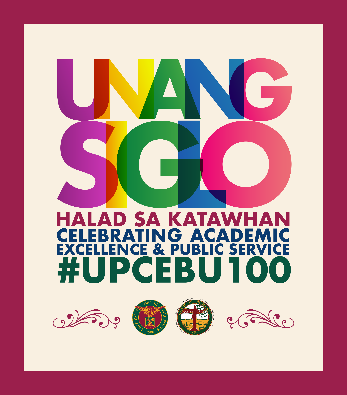 UNANG
SIGLO
HALAD SA KATAWHAN
CELEBRATING ACADEMIC
EXCELLENCE & PUBLIC SERVICE
#UPCEBU100